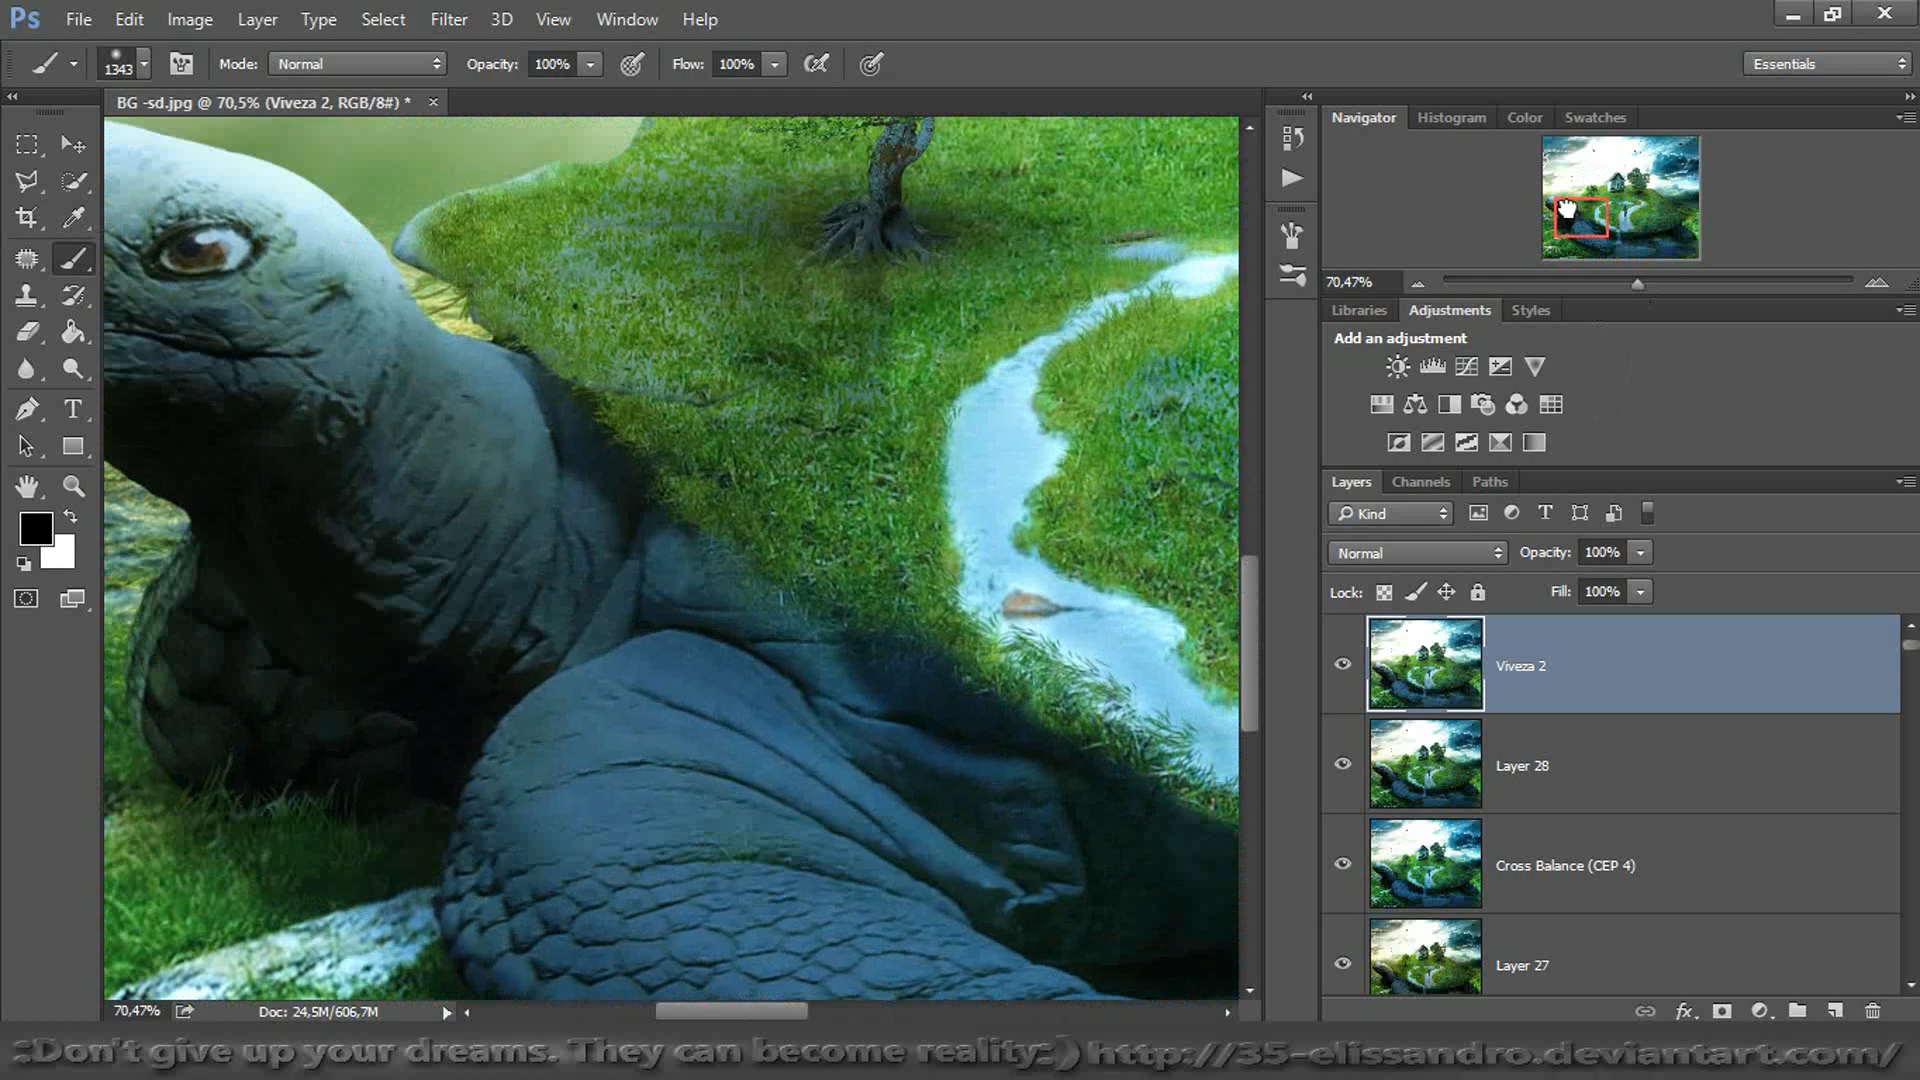 Ps File Edit Image Layer Type Select Filter 3D View Window Help
1343 Mode: Normal Opacity: 100% Flow: 100% Essentials
BG -sd.jpg @ 70,5% (Viveza 2, RGB/8#) *
Navigator Histogram Color Swatches
70,47%
Libraries Adjustments Styles
Add an adjustment
Layers Channels Paths
Kind
Normal Opacity: 100%
Lock: Fill: 100%
Viveza 2
Layer 28
Cross Balance (CEP 4)
Layer 27
70,47% Doc: 24,5M/606,7M
:Don't give up your dreams. They can become reality:) http://35-elissandro.deviantart.com/